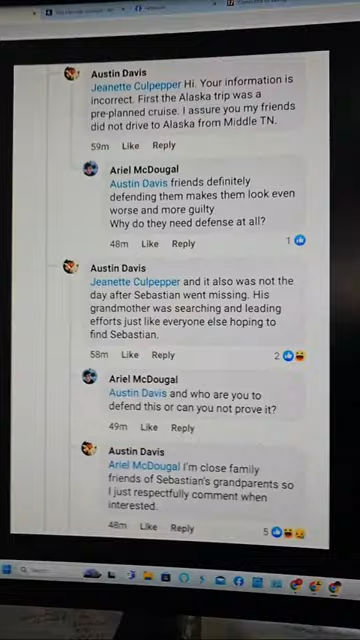 Austin Davis
Jeanette Culpepper Hi. Your information is
incorrect. First the Alaska trip was a
pre-planned cruise. I assure you my friends
did not drive to Alaska from Middle TN.
59m Like Reply
Ariel McDougal
Austin Davis friends definitely
defending them makes them look even
worse and more guilty
Why do they need defense at all?
48m Like Reply 1
Austin Davis
Jeanette Culpepper and it also was not the
day after Sebastian went missing. His
grandmother was searching and leading
efforts just like everyone else hoping to
find Sebastian.
58m Like Reply 2
Ariel McDougal
Austin Davis and who are you to
defend this or can you not prove it?
49m Like Reply
Austin Davis
Ariel McDougal I'm close family
friends of Sebastian's grandparents so
I just respectfully comment when
interested.
48m Like Reply 5